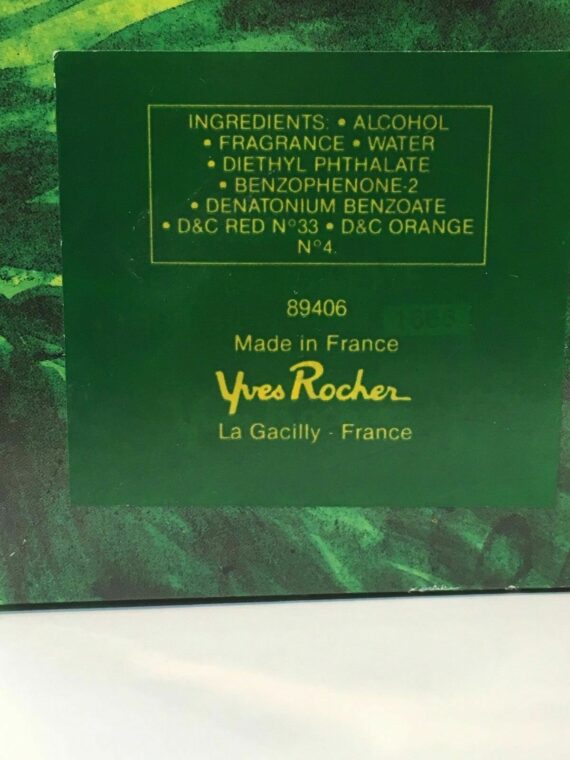 INGREDIENTS: • ALCOHOL
• FRAGRANCE • WATER
• DIETHYL PHTHALATE
• BENZOPHENONE-2
• DENATONIUM BENZOATE
• D&C RED N°33 • D&C ORANGE
N°4.
89406
Made in France
Yves Rocher
La Gacilly - France